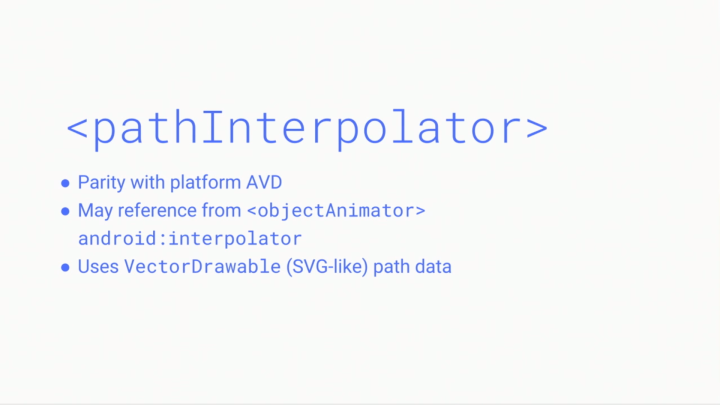 <pathInterpolator>
● Parity with platform AVD
● May reference from <objectAnimator>
android:interpolator
● Uses VectorDrawable (SVG-like) path data